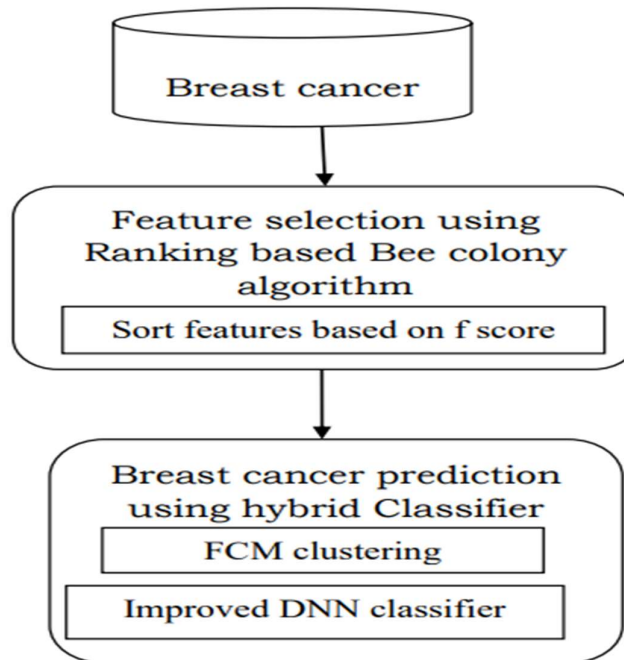 Breast cancer
Feature selection using
Ranking based Bee colony
algorithm
Sort features based on f score
Breast cancer prediction
using hybrid Classifier
FCM clustering
Improved DNN classifier